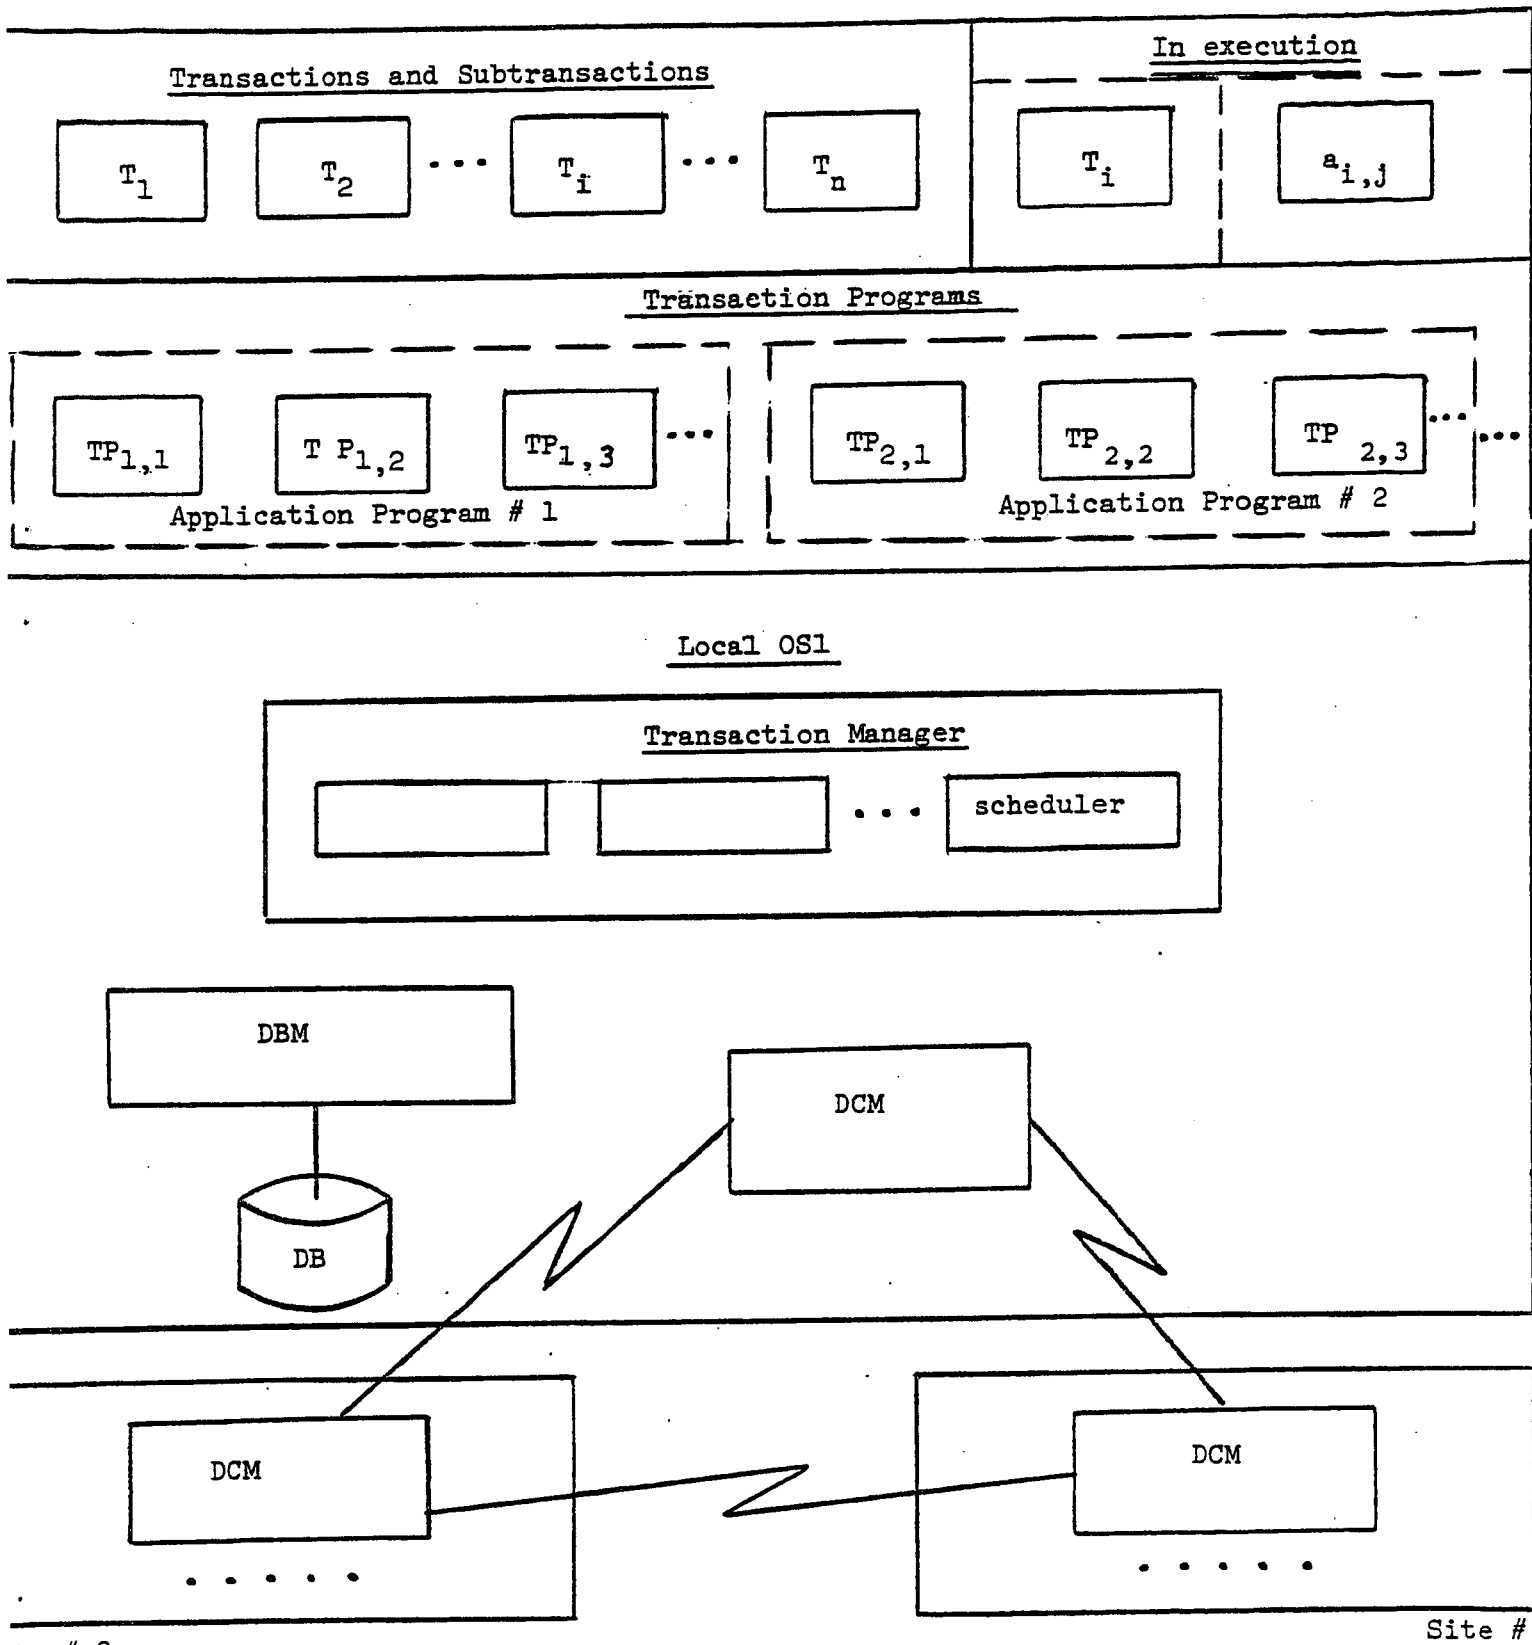 In execution
Transactions and Subtransactions
T1 T2 ... Ti ... Tn Ti ai,j
Transaction Programs
TP1,1 T P1,2 TP1,3 ... TP2,1 TP2,2 TP 2,3 ... ...
Application Program # 1 Application Program # 2
Local OS1
Transaction Manager
... scheduler
DBM
DCM
DB
DCM DCM
.....
.....
Site #